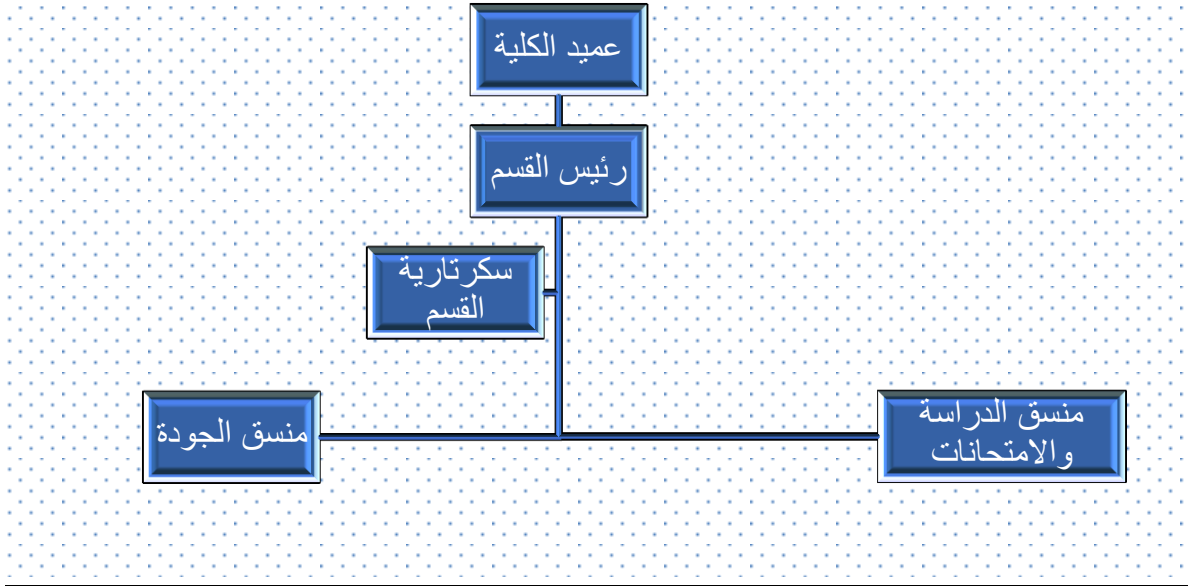 عميد الكلية
رئيس القسم
سكرتارية
القسم
منسق الدراسة
والامتحانات
منسق الجودة